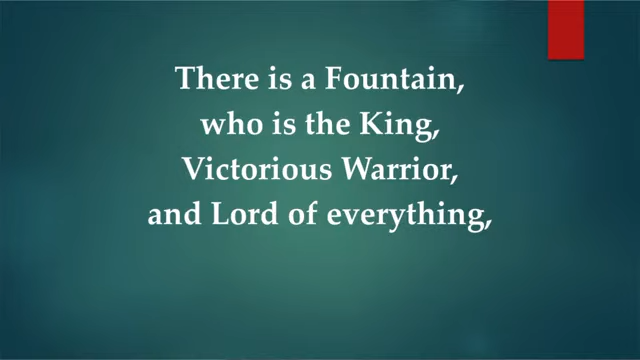 There is a Fountain,
who is the King,
Victorious Warrior,
and Lord of everything,